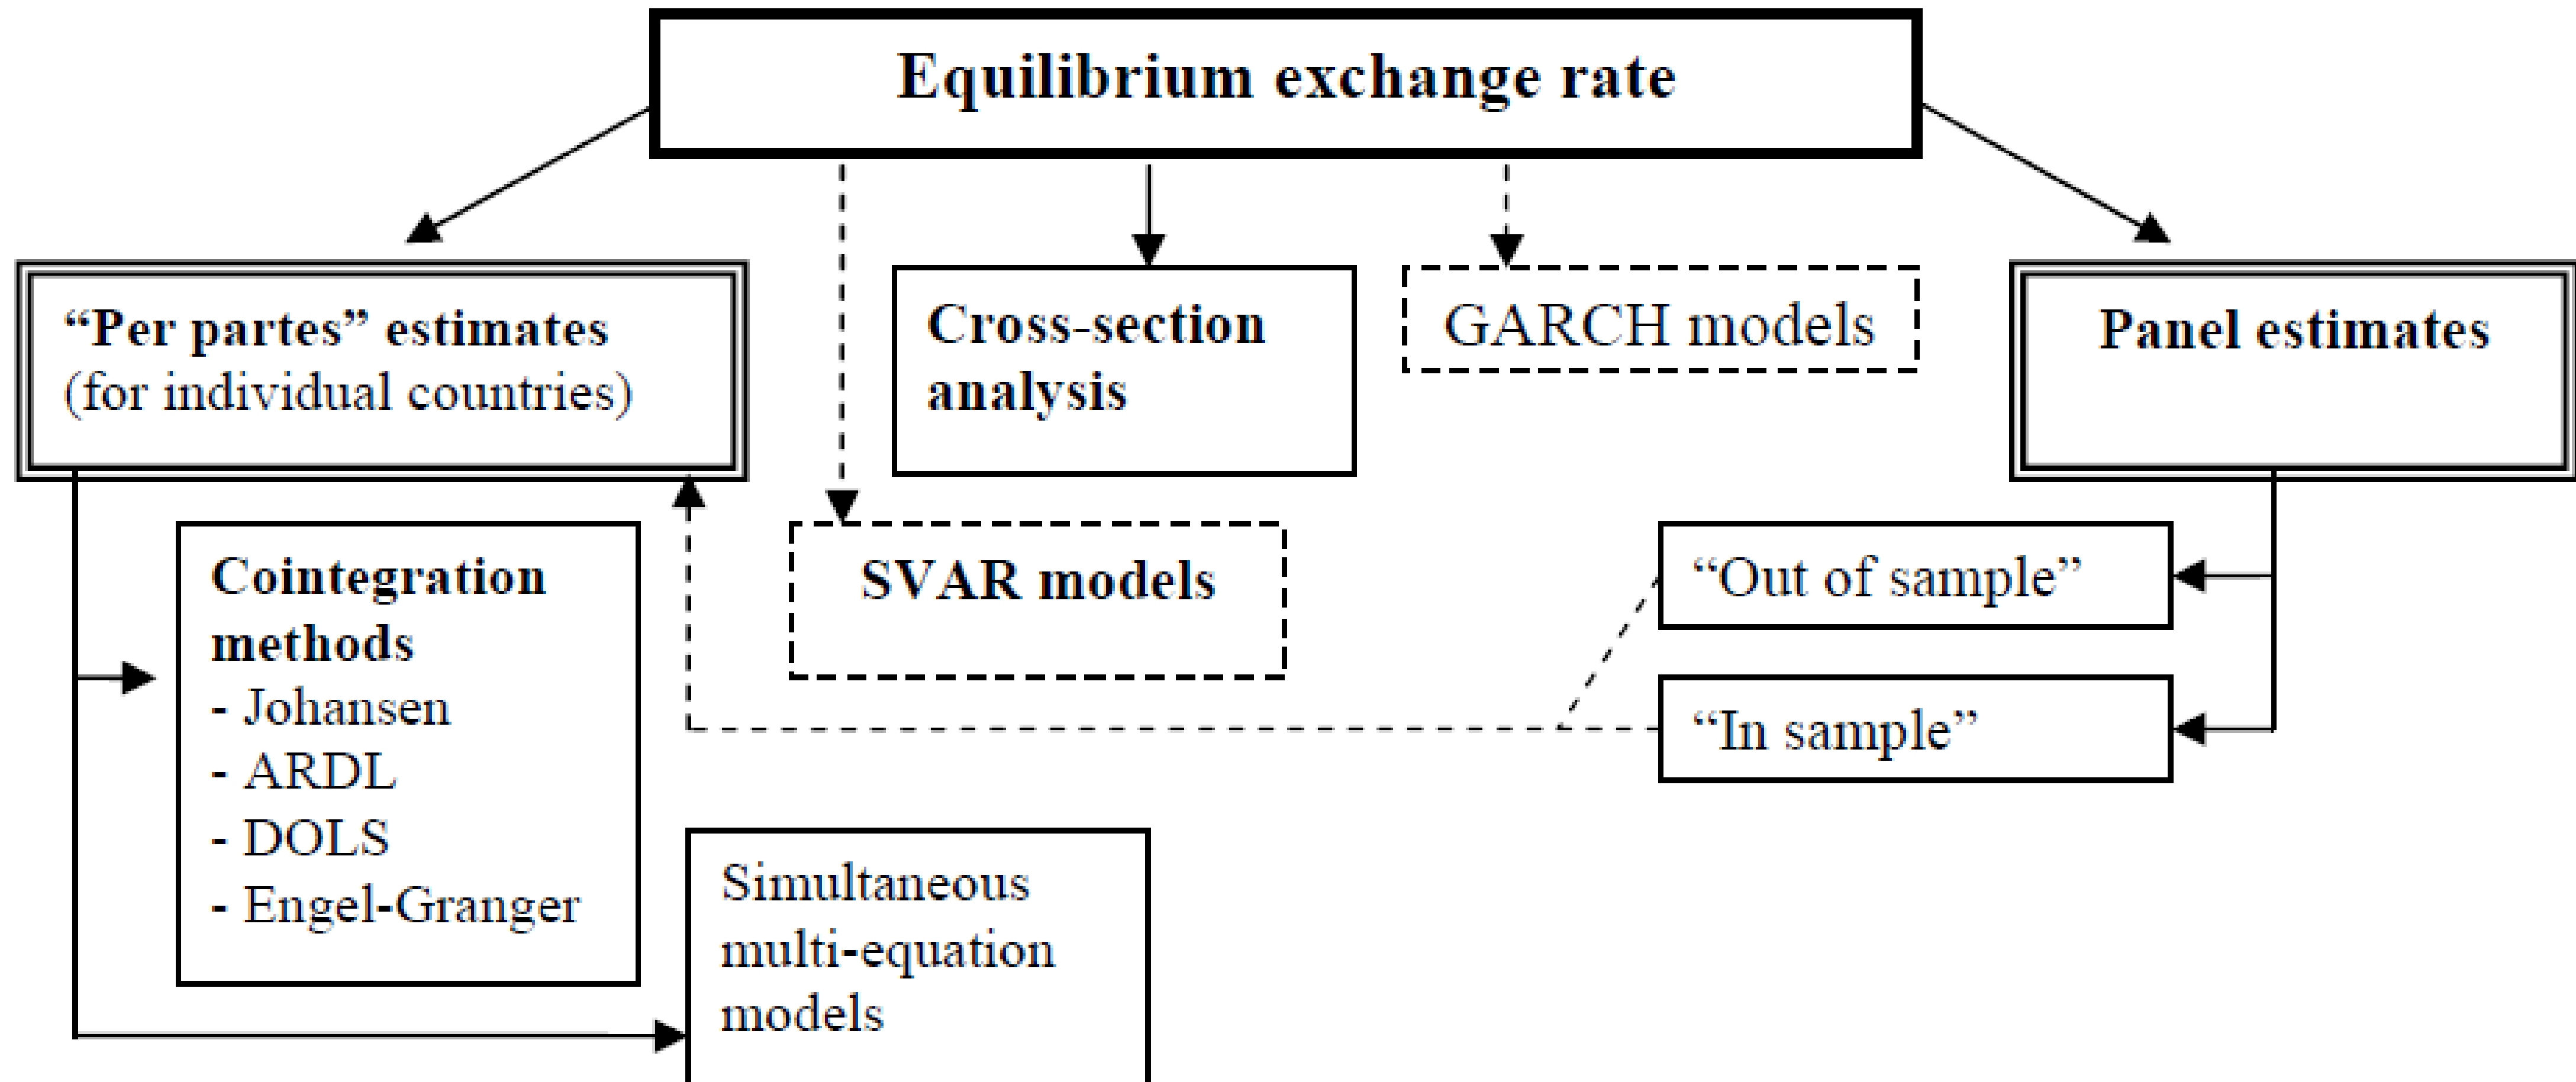 Equilibrium exchange rate
“Per partes” estimates
(for individual countries)
Cross-section
analysis
GARCH models
Panel estimates
Cointegration
methods
- Johansen
- ARDL
- DOLS
- Engel-Granger
SVAR models
“Out of sample”
“In sample”
Simultaneous
multi-equation
models